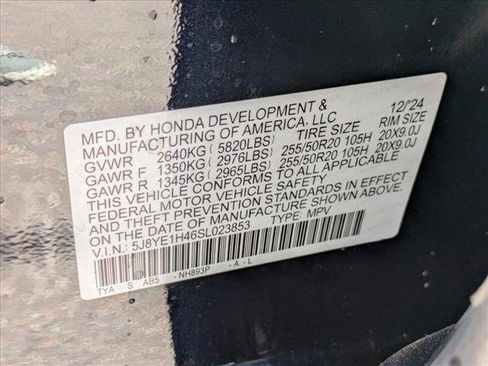 MFD. BY HONDA DEVELOPMENT & 12/'24
MANUFACTURING OF AMERICA, LLC
GVWR 2640KG( 5820LBS) TIRE SIZE RIM SIZE
GAWR F 1350KG( 2976LBS) 255/50R20 105H 20X9.0J
GAWR R 1345KG( 2965LBS) 255/50R20 105H 20X9.0J
THIS VEHICLE CONFORMS TO ALL APPLICABLE
FEDERAL MOTOR VEHICLE SAFETY
AND THEFT PREVENTION STANDARDS IN EFFECT
ON THE DATE OF MANUFACTURE SHOWN ABOVE.
V.I.N.: 5J8YE1H46SL023853 TYPE: MPV
TYA S AB5 NH893P -A-L